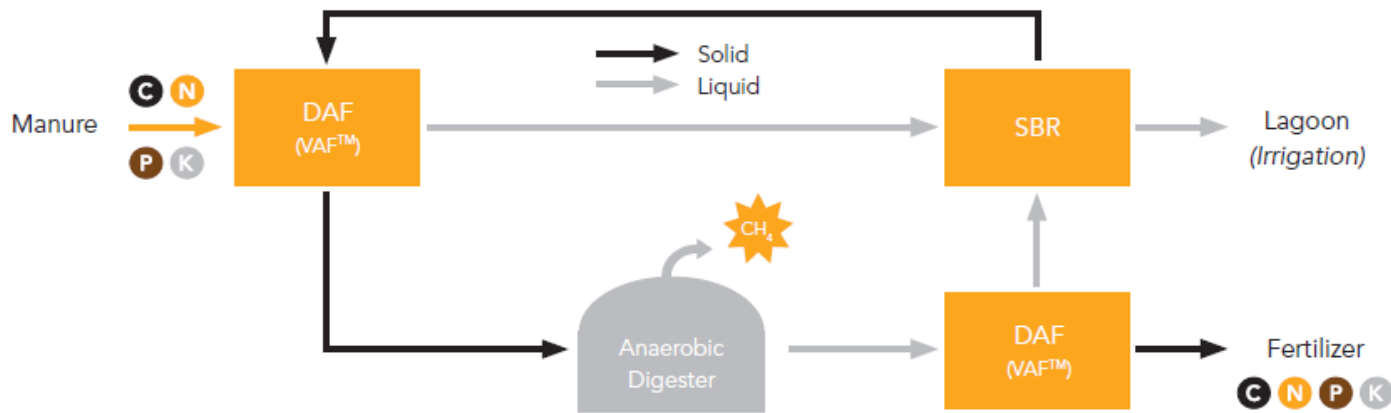 Solid
Liquid
C N
Manure
P K
DAF
(VAF™)
SBR
Lagoon
(Irrigation)
CH₄
Anaerobic
Digester
DAF
(VAF™)
Fertilizer
C N P K